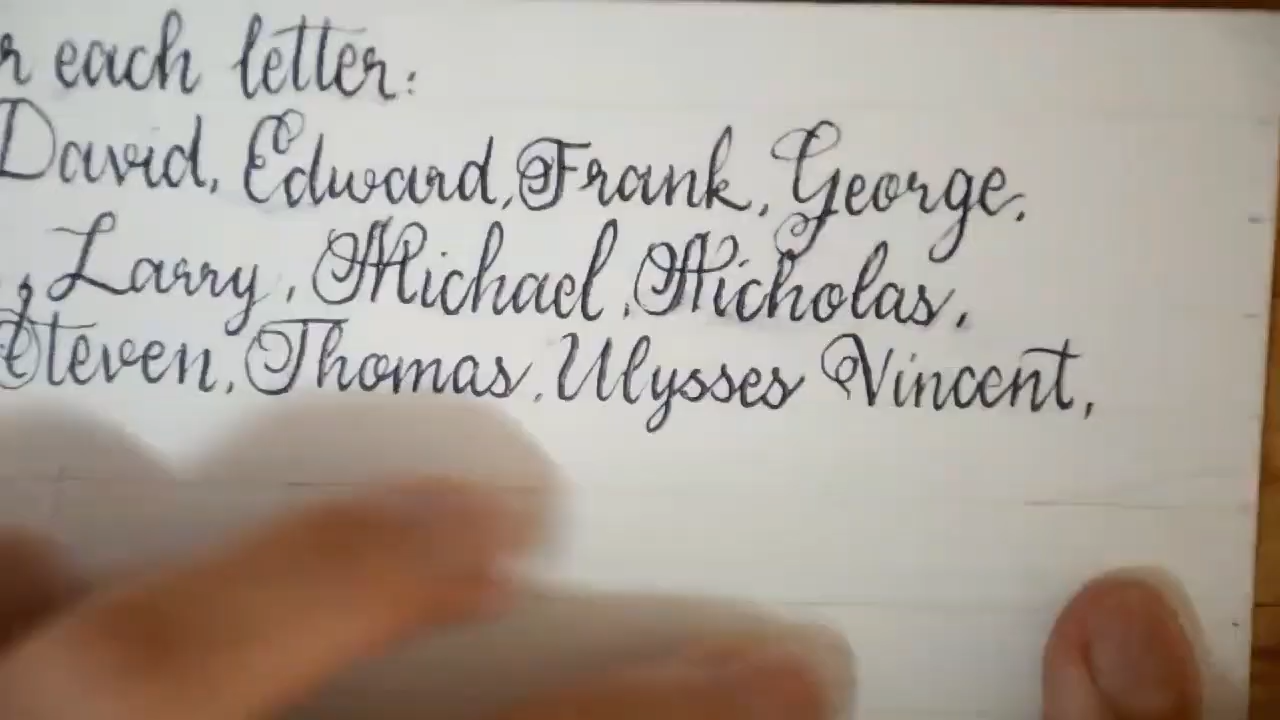 each letter:
David, Edward, Frank, George,
, Larry, Michael, Nicholas,
Steven, Thomas, Ulysses Vincent,